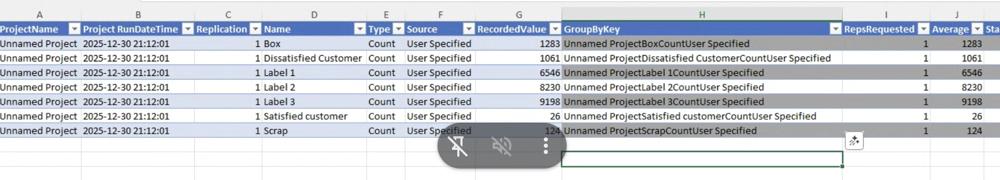 A B C D E F G H I J
ProjectName Project RunDateTime Replication Name Type Source RecordedValue GroupByKey RepsRequested Average Sta
Unnamed Project 2025-12-30 21:12:01 1 Box Count User Specified 1283 Unnamed ProjectBoxCountUser Specified 1 1283
Unnamed Project 2025-12-30 21:12:01 1 Dissatisfied Customer Count User Specified 1061 Unnamed ProjectDissatisfied CustomerCountUser Specified 1 1061
Unnamed Project 2025-12-30 21:12:01 1 Label 1 Count User Specified 6546 Unnamed ProjectLabel 1CountUser Specified 1 6546
Unnamed Project 2025-12-30 21:12:01 1 Label 2 Count User Specified 8230 Unnamed ProjectLabel 2CountUser Specified 1 8230
Unnamed Project 2025-12-30 21:12:01 1 Label 3 Count User Specified 9198 Unnamed ProjectLabel 3CountUser Specified 1 9198
Unnamed Project 2025-12-30 21:12:01 1 Satisfied customer Count User Specified 26 Unnamed ProjectSatisfied customerCountUser Specified 1 26
Unnamed Project 2025-12-30 21:12:01 1 Scrap Count User Specified 124 Unnamed ProjectScrapCountUser Specified 1 124